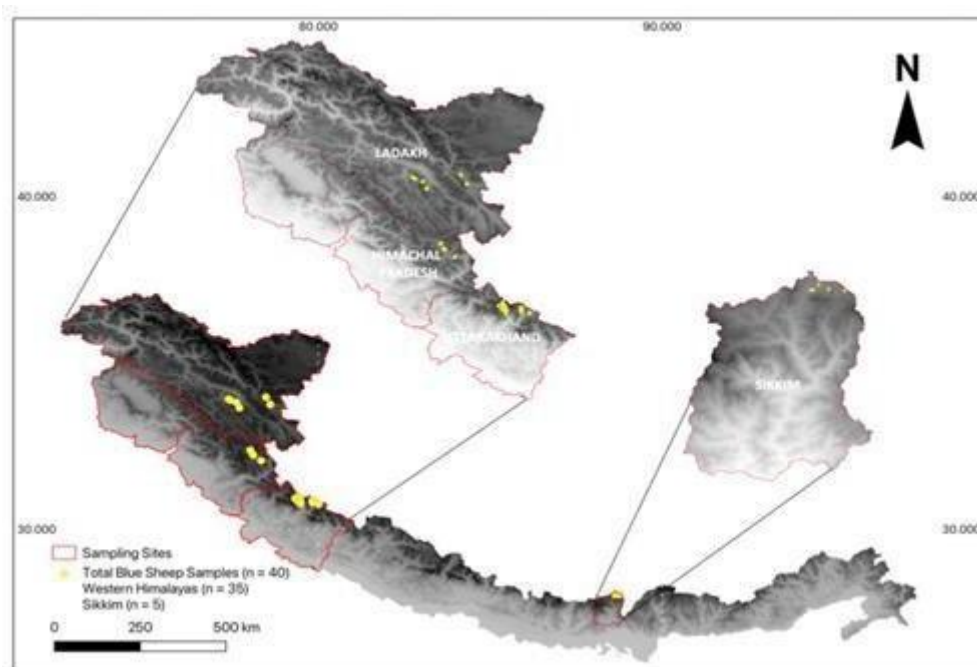 80.000 90.000
N
LADAKH
40.000 40.000
HIMACHAL
PRADESH
UTTARAKHAND
SIKKIM
30.000 30.000
Sampling Sites
Total Blue Sheep Samples (n = 40)
Western Himalayas (n = 35)
Sikkim (n = 5)
0 250 500 km